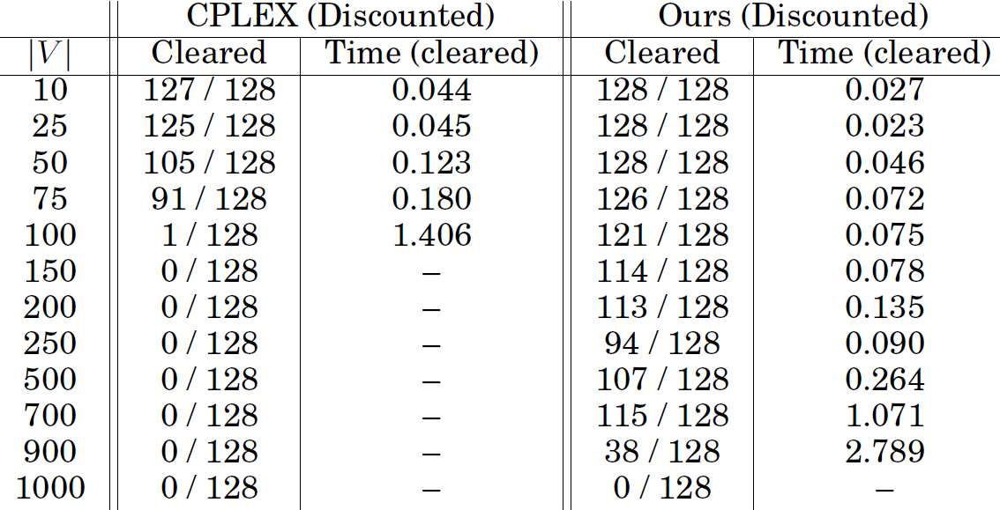 CPLEX (Discounted) Ours (Discounted)
|V| Cleared Time (cleared) Cleared Time (cleared)
10 127 / 128 0.044 128 / 128 0.027
25 125 / 128 0.045 128 / 128 0.023
50 105 / 128 0.123 128 / 128 0.046
75 91 / 128 0.180 126 / 128 0.072
100 1 / 128 1.406 121 / 128 0.075
150 0 / 128 – 114 / 128 0.078
200 0 / 128 – 113 / 128 0.135
250 0 / 128 – 94 / 128 0.090
500 0 / 128 – 107 / 128 0.264
700 0 / 128 – 115 / 128 1.071
900 0 / 128 – 38 / 128 2.789
1000 0 / 128 – 0 / 128 –